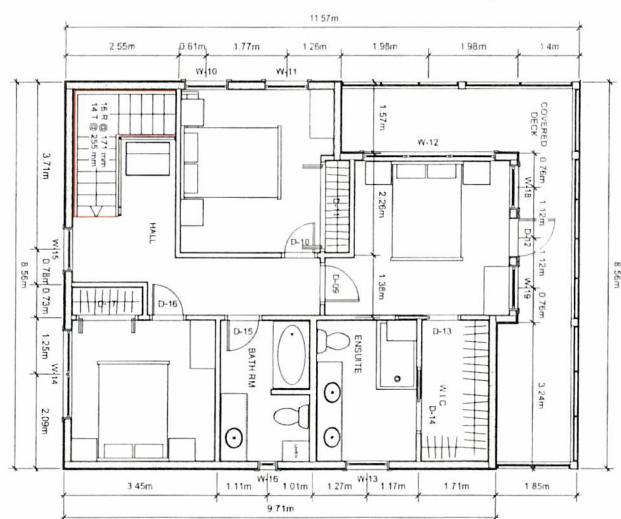 11.57m
2.55m 0.61m 1.77m 1.26m 1.98m 1.98m 1.4m
W-10 W-11
16 R @ 171 mm
14 T @ 255 mm
1.57m
COVERED
DECK
W-12
3.71m
0.76m
W-18
1.12m
D-11
2.26m
HALL
D-10
D-12
W-15
0.78m
8.56m
8.56m
1.12m
D-09
1.38m
W-19
0.76m
0.73m
D-17
D-16
D-15
D-13
1.25m
W-14
BATH RM
ENSUITE
W.I.C
D-14
3.24m
2.09m
LINEN
W-16 W-13
3.45m 1.11m 1.01m 1.27m 1.17m 1.71m 1.85m
9.71m